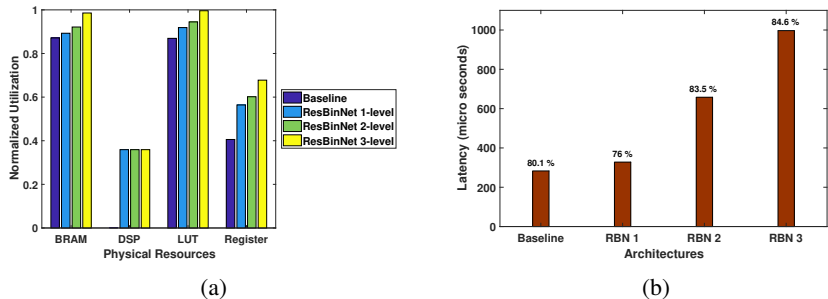 1
0.8
0.6
0.4
0.2
0
Normalized Utilization
BRAM DSP LUT Register
Physical Resources
Baseline
ResBinNet 1-level
ResBinNet 2-level
ResBinNet 3-level
(a)
1000
800
600
400
200
0
Latency (micro seconds)
80.1 %
76 %
83.5 %
84.6 %
Baseline RBN 1 RBN 2 RBN 3
Architectures
(b)